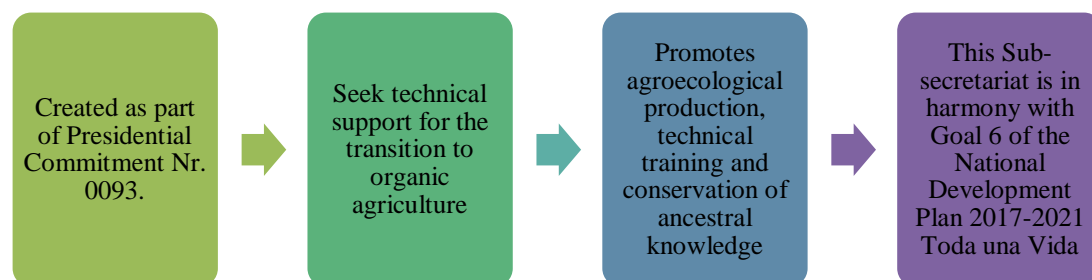 Created as part
of Presidential
Commitment Nr.
0093.
Seek technical
support for the
transition to
organic
agriculture
Promotes
agroecological
production,
technical
training and
conservation of
ancestral
knowledge
This Sub-
secretariat is in
harmony with
Goal 6 of the
National
Development
Plan 2017-2021
Toda una Vida